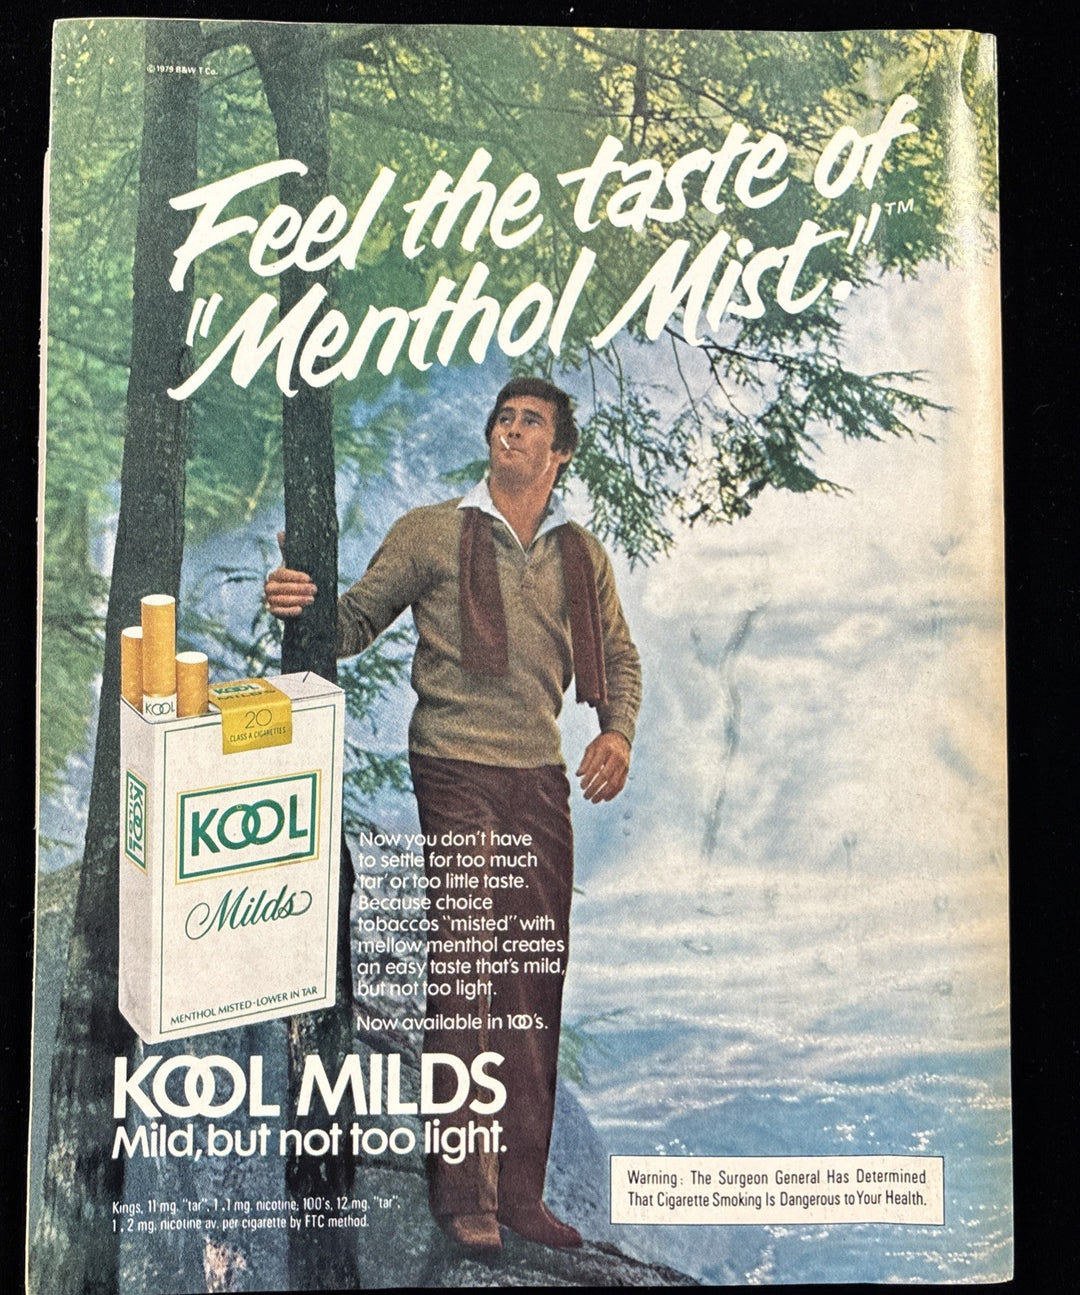 © 1979 B&W T Co.
Feel the taste of
"Menthol Mist."™
KOOL
KOOL
MILDS
20
CLASS A CIGARETTES
KOOL
MILDS
KOOL
Milds
MENTHOL MISTED-LOWER IN TAR
Now you don't have
to settle for too much
'tar' or too little taste.
Because choice
tobaccos "misted" with
mellow menthol creates
an easy taste that's mild,
but not too light.
Now available in 100's.
KOOL MILDS
Mild, but not too light.
Kings, 11 mg. "tar", 1.1 mg. nicotine, 100's, 12 mg. "tar",
1.2 mg. nicotine av. per cigarette by FTC method.
Warning: The Surgeon General Has Determined
That Cigarette Smoking Is Dangerous to Your Health.